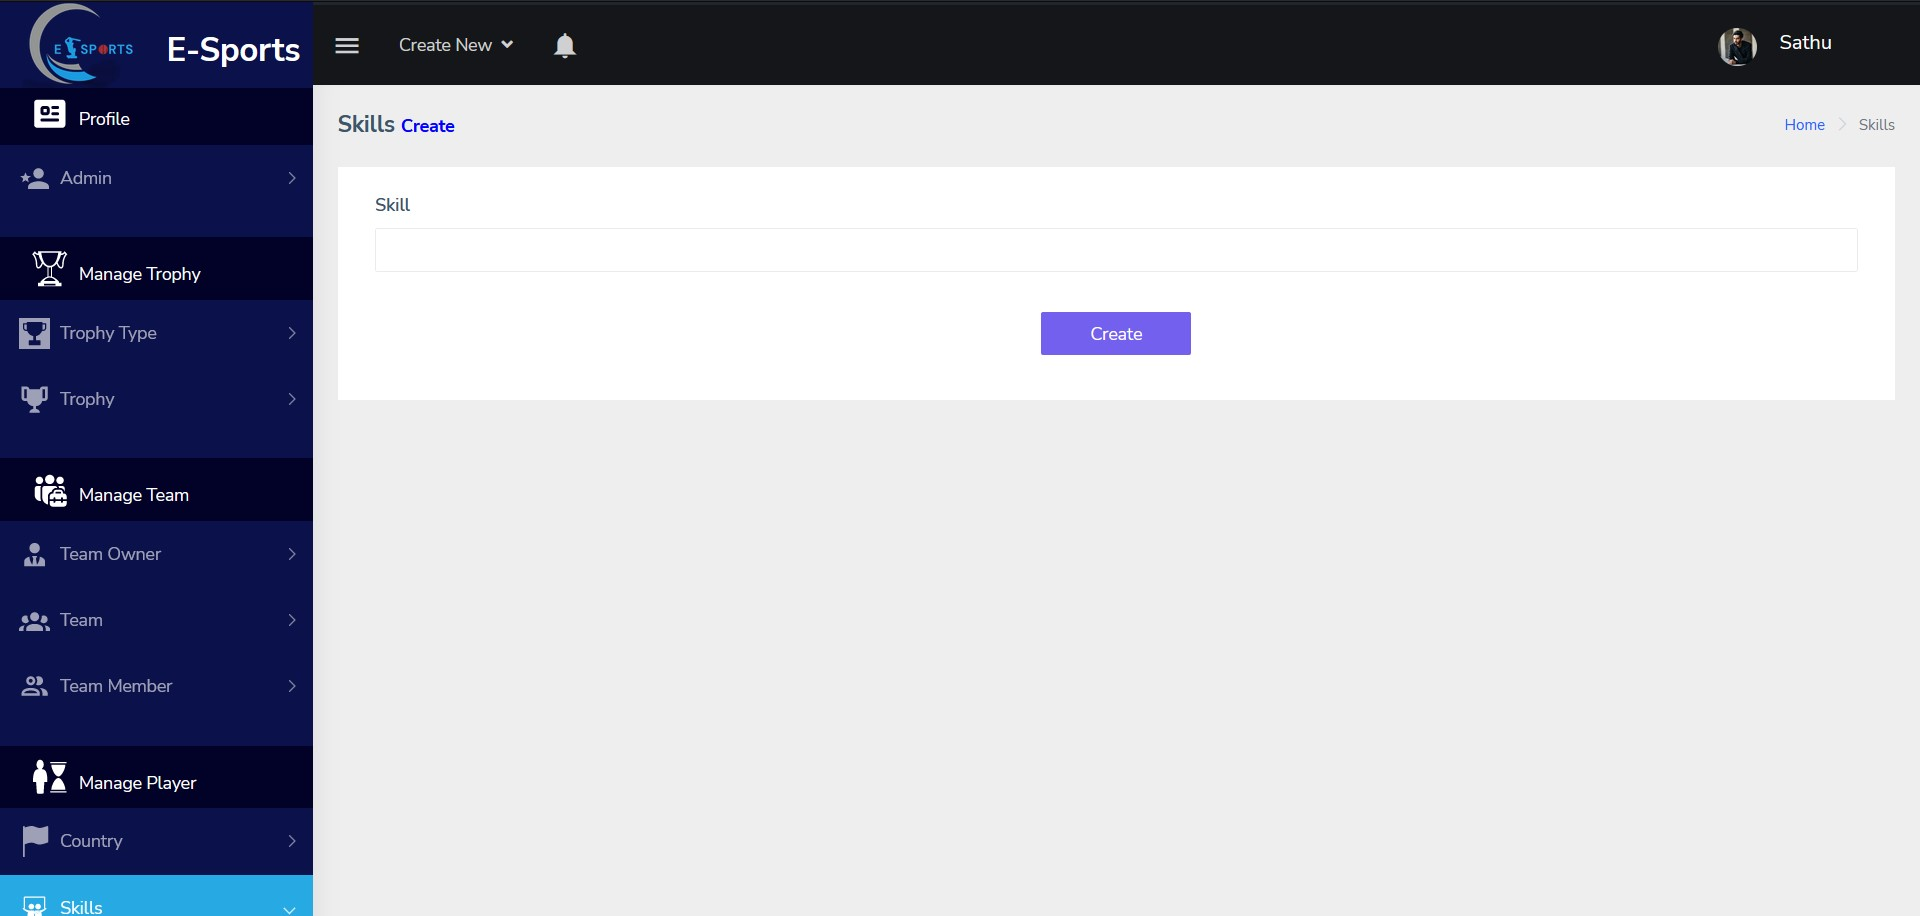 E SPORTS
E-Sports
Create New
Sathu
Profile
Admin
Manage Trophy
Trophy Type
Trophy
Manage Team
Team Owner
Team
Team Member
Manage Player
Country
Skills
Skills Create
Home
Skills
Skill
Create